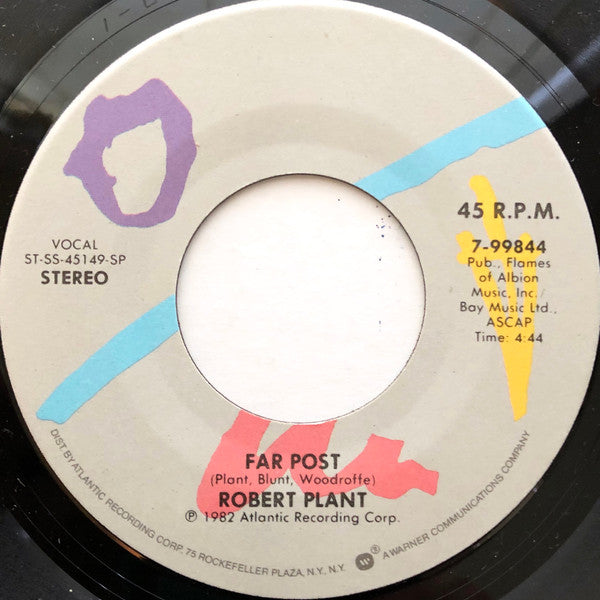 VOCAL
ST-SS-45149-SP
STEREO
45 R.P.M.
7-99844
Pub., Flames
of Albion
Music, Inc./
Bay Music Ltd.,
ASCAP
Time: 4:44
FAR POST
(Plant, Blunt, Woodroffe)
ROBERT PLANT
℗ 1982 Atlantic Recording Corp.
DIST. BY ATLANTIC RECORDING CORP. 75 ROCKEFELLER PLAZA, N.Y., N.Y. ® A WARNER COMMUNICATIONS COMPANY